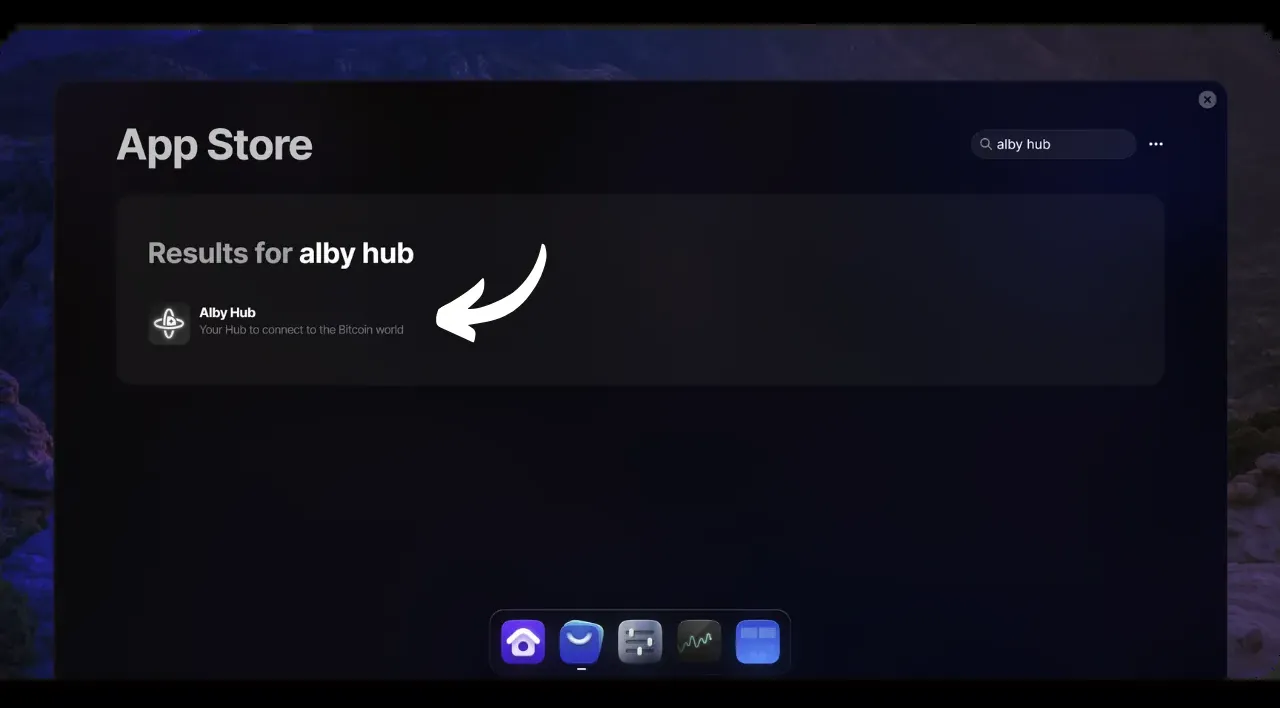 App Store
alby hub
Results for alby hub
Alby Hub
Your Hub to connect to the Bitcoin world